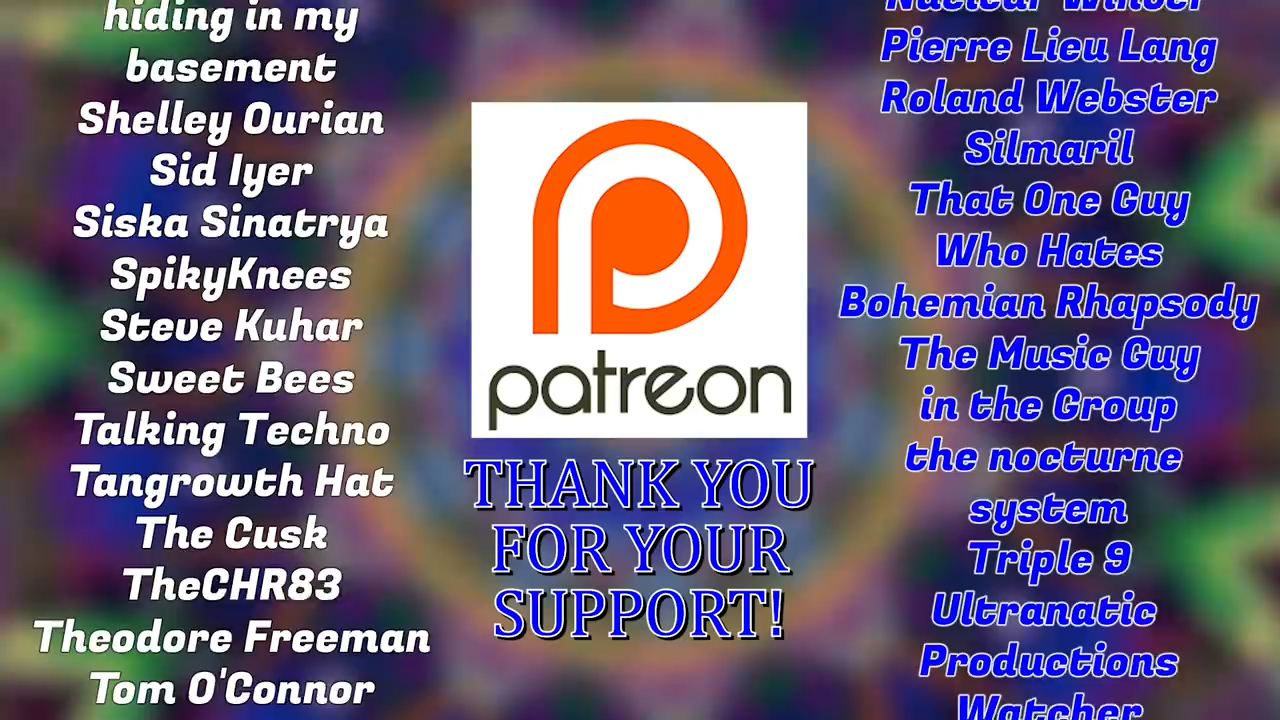 hiding in my
basement
Shelley Ourian
Sid Iyer
Siska Sinatrya
SpikyKnees
Steve Kuhar
Sweet Bees
Talking Techno
Tangrowth Hat
The Cusk
TheCHR83
Theodore Freeman
Tom O'Connor
patreon
THANK YOU
FOR YOUR
SUPPORT!
Nuclear Winter
Pierre Lieu Lang
Roland Webster
Silmaril
That One Guy
Who Hates
Bohemian Rhapsody
The Music Guy
in the Group
the nocturne
system
Triple 9
Ultranatic
Productions
Watcher